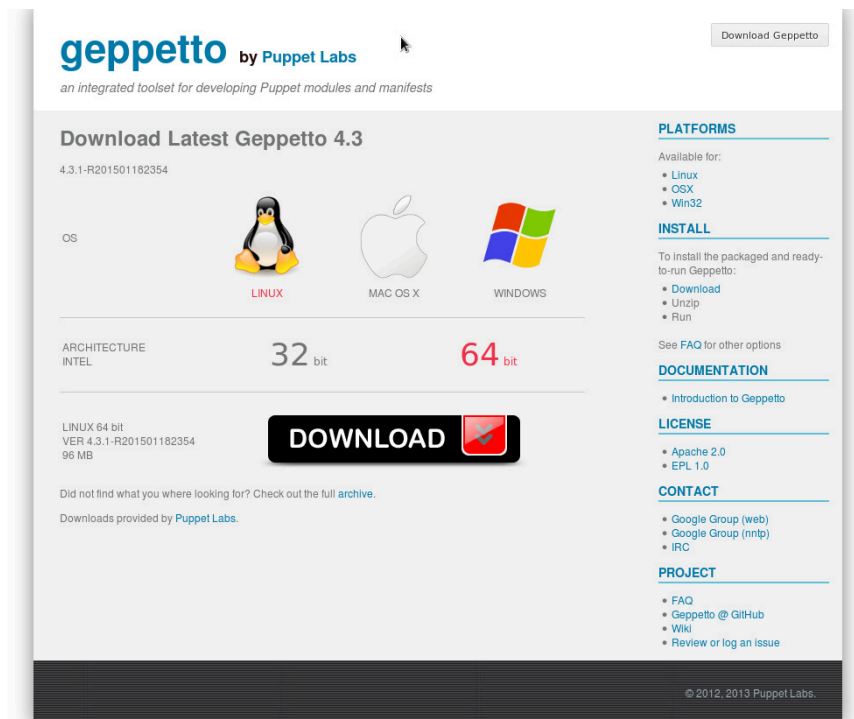 geppetto by Puppet Labs
Download Geppetto
an integrated toolset for developing Puppet modules and manifests
Download Latest Geppetto 4.3
4.3.1-R201501182354
OS
LINUX
MAC OS X
WINDOWS
ARCHITECTURE
INTEL
32 bit
64 bit
LINUX 64 bit
VER 4.3.1-R201501182354
96 MB
DOWNLOAD
Did not find what you where looking for? Check out the full archive.
Downloads provided by Puppet Labs.
PLATFORMS
Available for:
Linux
OSX
Win32
INSTALL
To install the packaged and ready-
to-run Geppetto:
Download
Unzip
Run
See FAQ for other options
DOCUMENTATION
Introduction to Geppetto
LICENSE
Apache 2.0
EPL 1.0
CONTACT
Google Group (web)
Google Group (nntp)
IRC
PROJECT
FAQ
Geppetto @ GitHub
Wiki
Review or log an issue
© 2012, 2013 Puppet Labs.